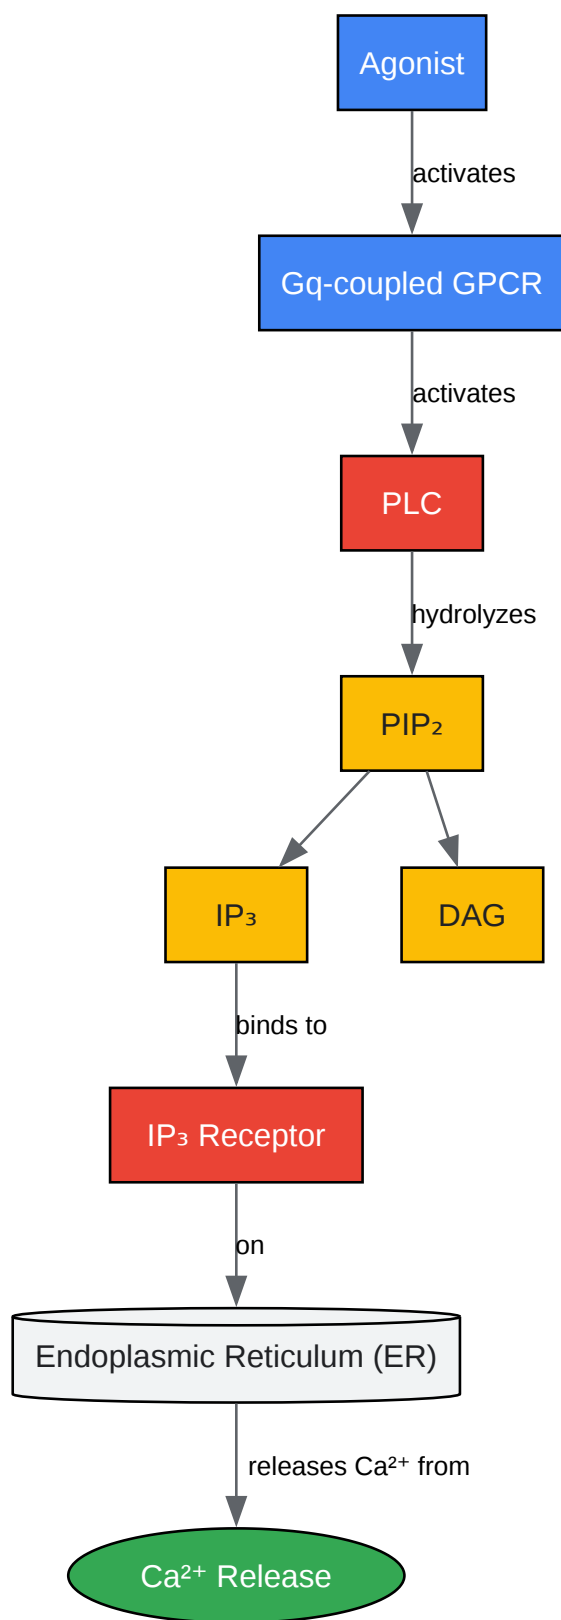 Agonist
activates
Gq-coupled GPCR
activates
PLC
hydrolyzes
PIP₂
IP₃
DAG
binds to
IP₃ Receptor
on
Endoplasmic Reticulum (ER)
releases Ca²⁺ from
Ca²⁺ Release